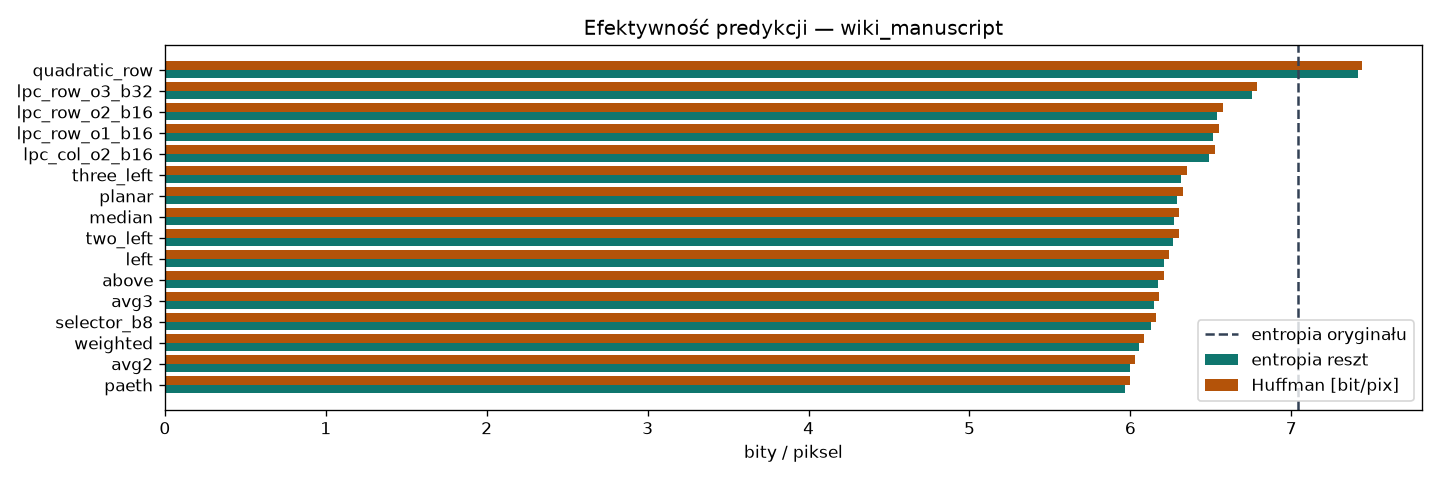 Efektywność predykcji — wiki_manuscript
quadratic_row
lpc_row_o3_b32
lpc_row_o2_b16
lpc_row_o1_b16
lpc_col_o2_b16
three_left
planar
median
two_left
left
above
avg3
selector_b8
weighted
avg2
paeth
entropia oryginału
entropia reszt
Huffman [bit/pix]
0 1 2 3 4 5 6 7
bity / piksel